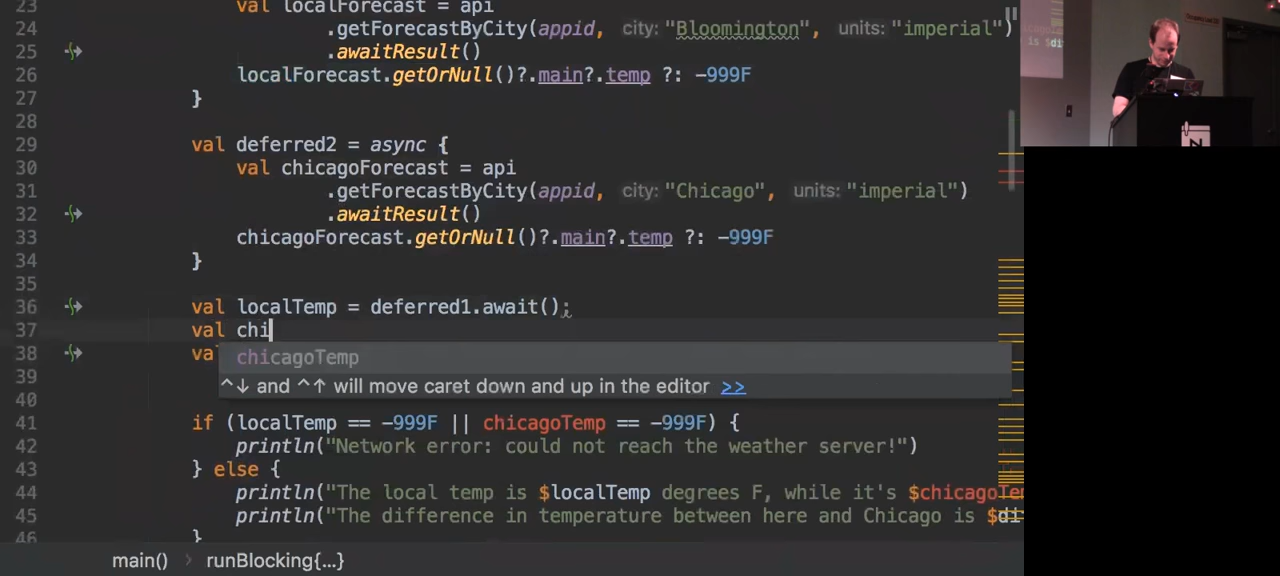 23 val localForecast = api
24 .getForecastByCity(appid, city: "Bloomington", units: "imperial")
25 .awaitResult()
26 localForecast.getOrNull()?.main?.temp ?: -999F
27 }
28
29 val deferred2 = async {
30 val chicagoForecast = api
31 .getForecastByCity(appid, city: "Chicago", units: "imperial")
32 .awaitResult()
33 chicagoForecast.getOrNull()?.main?.temp ?: -999F
34 }
35
36 val localTemp = deferred1.await();
37 val chi
38 va
chicagoTemp
^↓ and ^↑ will move caret down and up in the editor >>
39
40
41 if (localTemp == -999F || chicagoTemp == -999F) {
42 println("Network error: could not reach the weather server!")
43 } else {
44 println("The local temp is $localTemp degrees F, while it's $chicagoTem
45 println("The difference in temperature between here and Chicago is $di
46 }
main() › runBlocking{...}
is $di